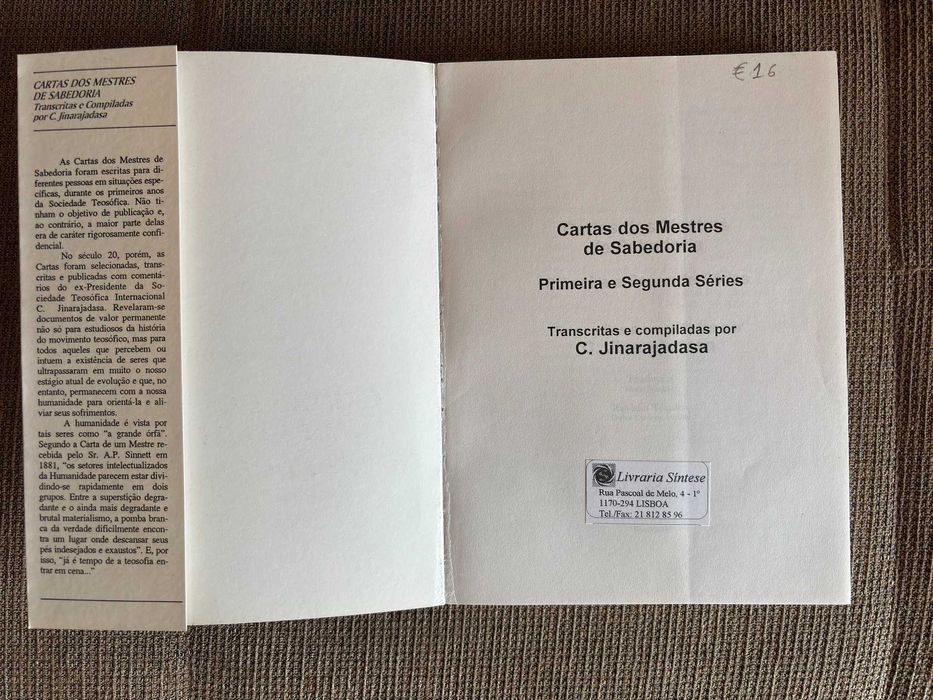 CARTAS DOS MESTRES
DE SABEDORIA
Transcritas e Compiladas
por C. Jinarajadasa
As Cartas dos Mestres de
Sabedoria foram escritas para di-
ferentes pessoas em situações espe-
cíficas, durante os primeiros anos
da Sociedade Teosófica. Não ti-
nham o objetivo de publicação e,
ao contrário, a maior parte delas
era de caráter rigorosamente confi-
dencial.
No século 20, porém, as
Cartas foram selecionadas, trans-
critas e publicadas com comentá-
rios do ex-Presidente da So-
ciedade Teosófica Internacional
C. Jinarajadasa. Revelaram-se
documentos de valor permanente
não só para estudiosos da história
do movimento teosófico, mas para
todos aqueles que percebem ou
intuem a existência de seres que
ultrapassaram em muito o nosso
estágio atual de evolução e que, no
entanto, permanecem com a nossa
humanidade para orientá-la e ali-
viar seus sofrimentos.
A humanidade é vista por
tais seres como "a grande órfã".
Segundo a Carta de um Mestre re-
cebida pelo Sr. A.P. Sinnett em
1881, "os setores intelectualizados
da Humanidade parecem estar divi-
dindo-se rapidamente em dois
grupos. Entre a superstição degra-
dante e o ainda mais degradante e
brutal materialismo, a pomba bran-
ca da verdade dificilmente encon-
tra um lugar onde descansar seus
pés indesejados e exaustos". E, por
isso, "já é tempo de a teosofia en-
trar em cena..."
€16
Cartas dos Mestres
de Sabedoria
Primeira e Segunda Séries
Transcritas e compiladas por
C. Jinarajadasa
Livraria Síntese
Rua Pascoal de Melo, 4 - 1º
1170-294 LISBOA
Tel./Fax: 21 812 85 96